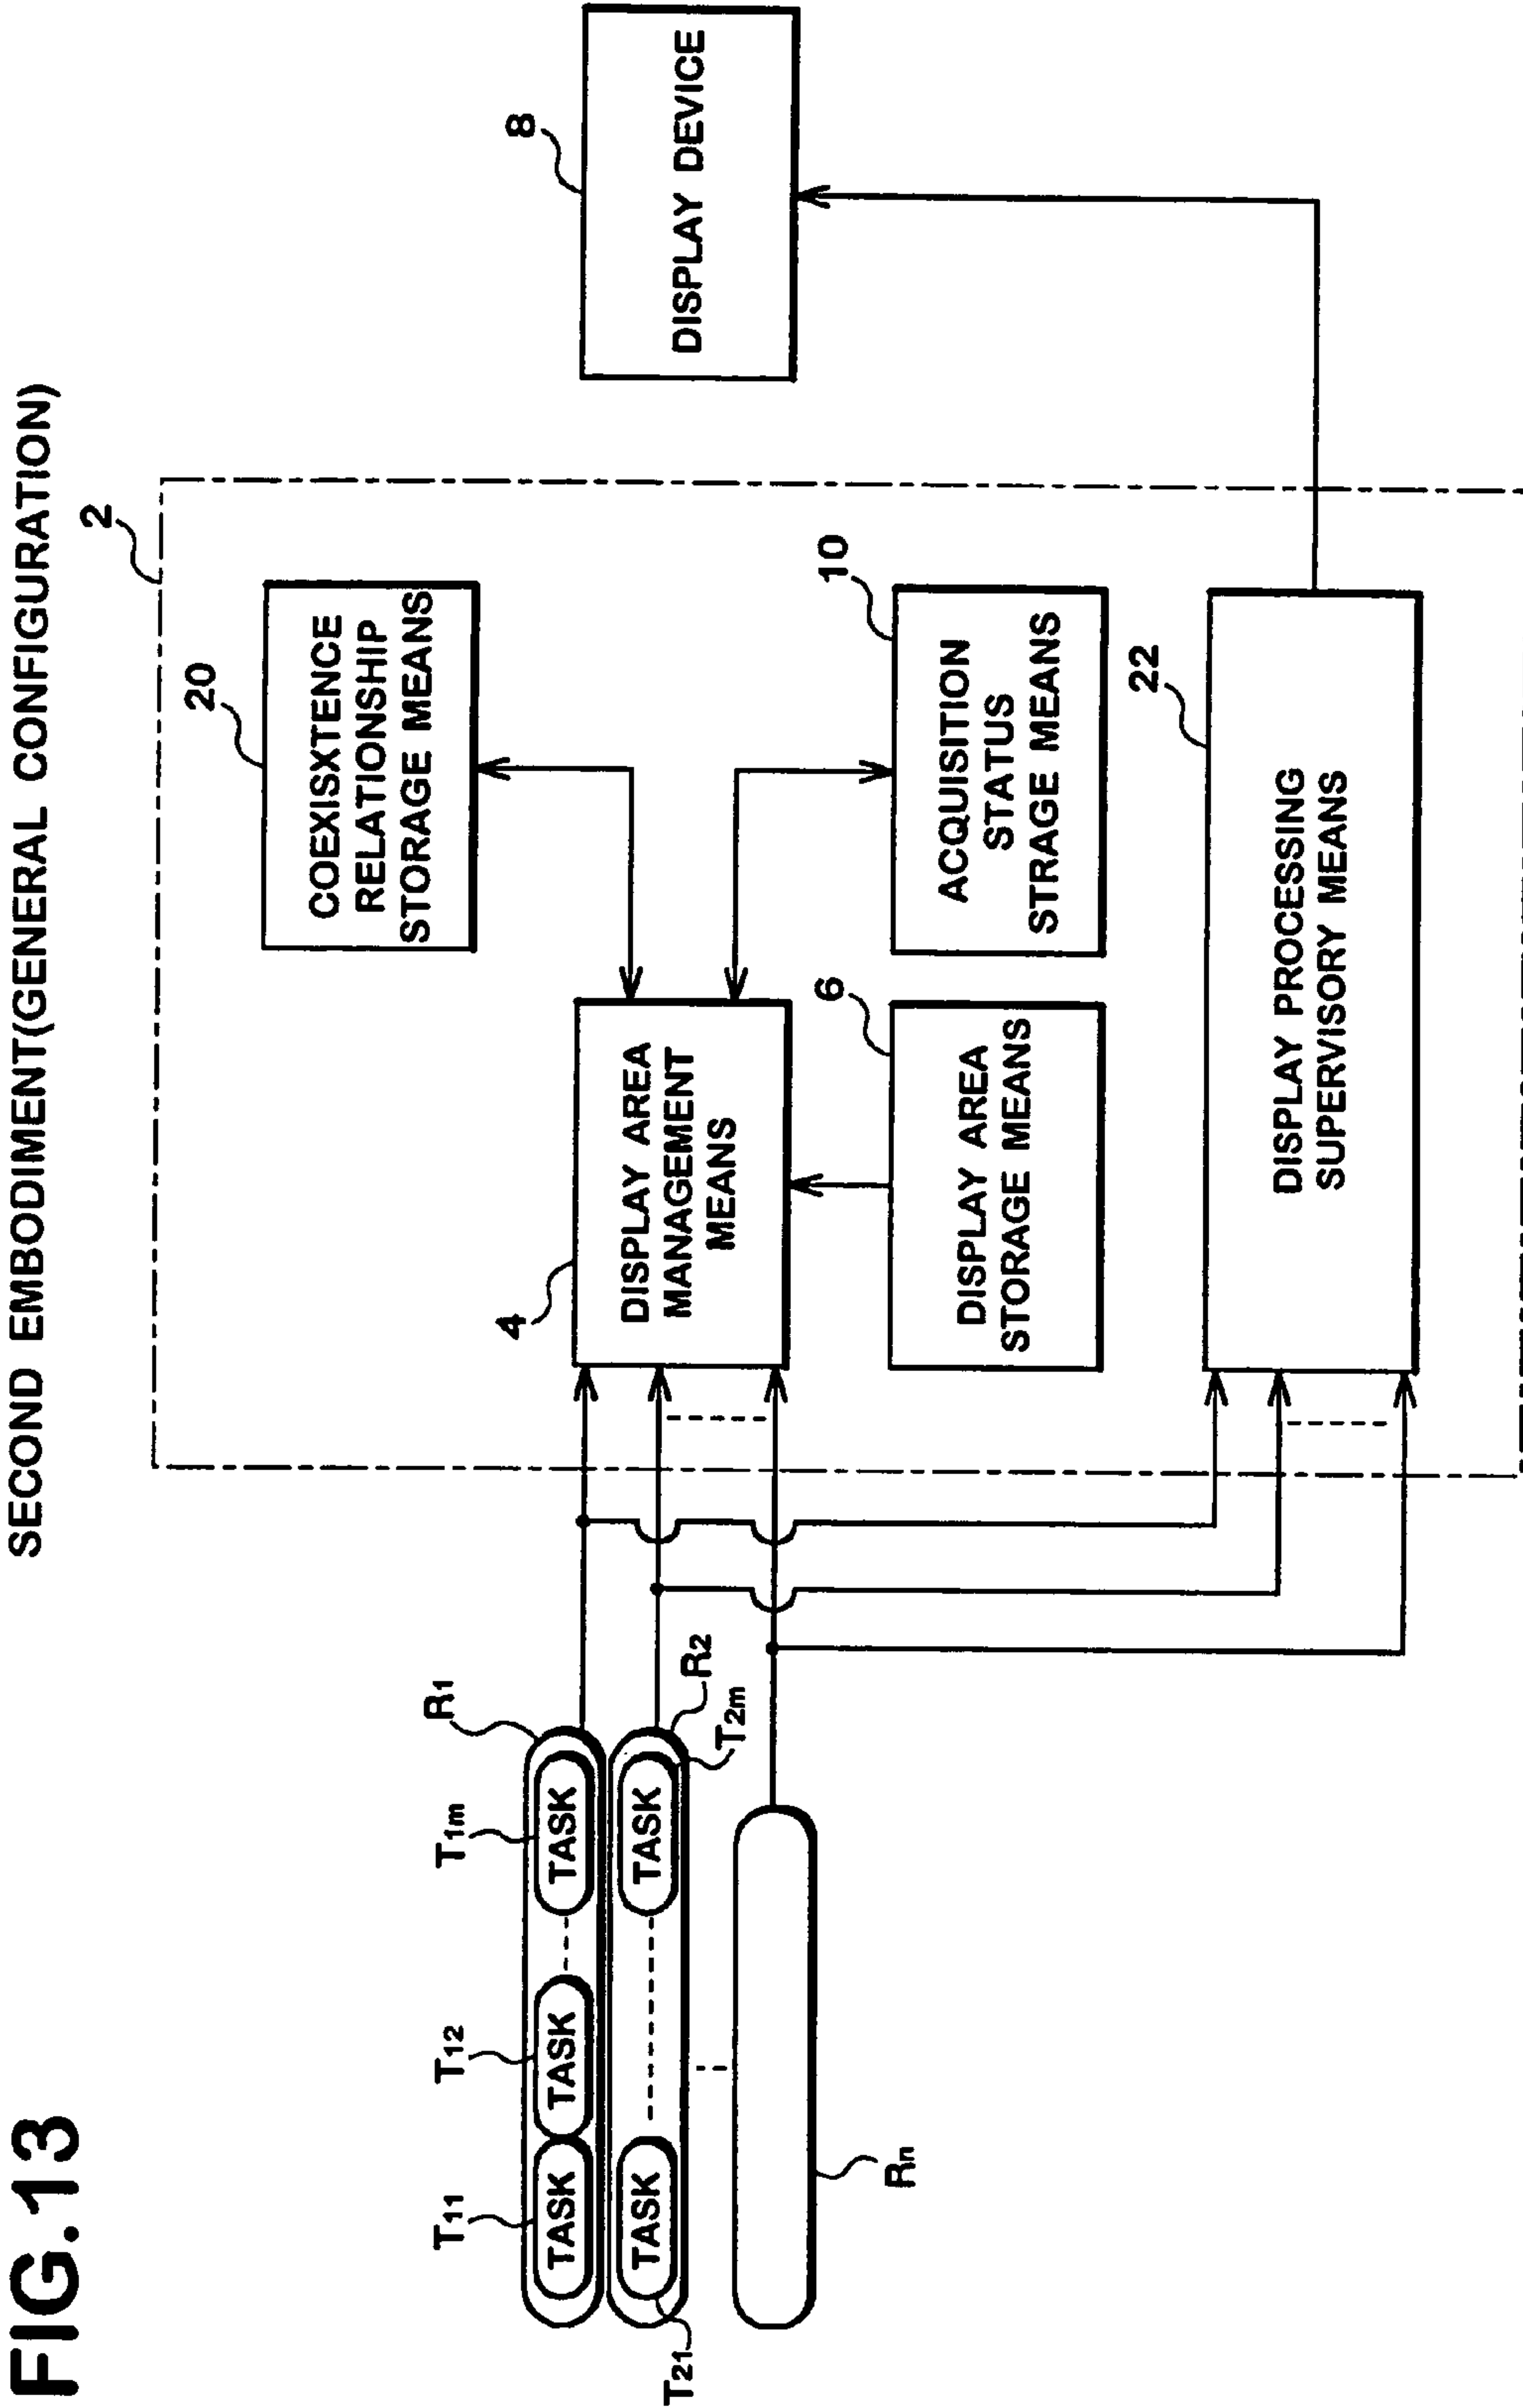 FIG.13
SECOND EMBODIMENT(GENERAL CONFIGURATION)
2
20
COEXISXTENCE
RELATIONSHIP
STORAGE MEANS
8
DISPLAY DEVICE
4
DISPLAY AREA
MANAGEMENT
MEANS
10
ACQUISITION
STATUS
STRAGE MEANS
6
DISPLAY AREA
STORAGE MEANS
22
DISPLAY PROCESSING
SUPERVISORY MEANS
T11
T12
T1m
R1
TASK
TASK
TASK
R2
T2m
T21
TASK
TASK
Rn